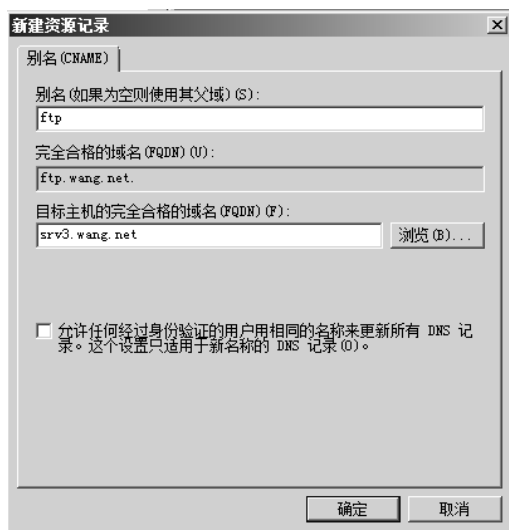 新建资源记录
别名(CNAME)
别名(如果为空则使用其父域)(S):
ftp
完全合格的域名(FQDN)(U):
ftp.wang.net.
目标主机的完全合格的域名(FQDN)(F):
srv3.wang.net
浏览(B)...
允许任何经过身份验证的用户用相同的名称来更新所有 DNS 记
录。这个设置只适用于新名称的 DNS 记录(O)。
确定
取消